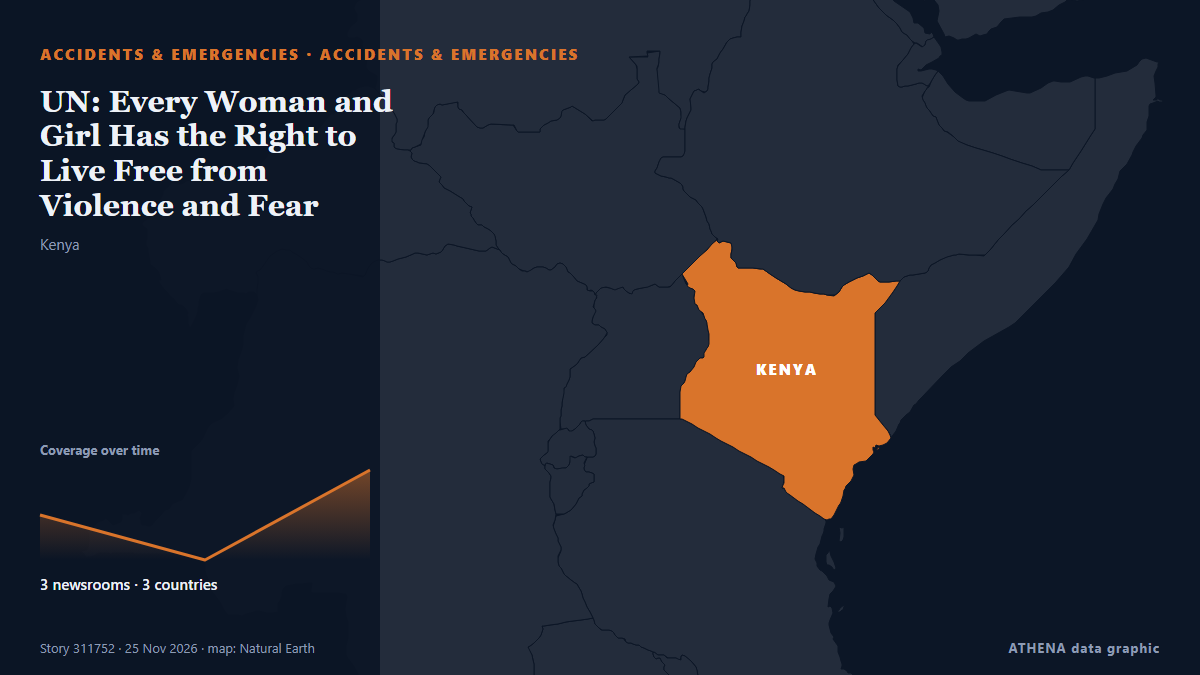 ACCIDENTS & EMERGENCIES · ACCIDENTS & EMERGENCIES
UN: Every Woman and
Girl Has the Right to
Live Free from
Violence and Fear
Kenya
KENYA
Coverage over time
3 newsrooms · 3 countries
Story 311752 · 25 Nov 2026 · map: Natural Earth
ATHENA data graphic